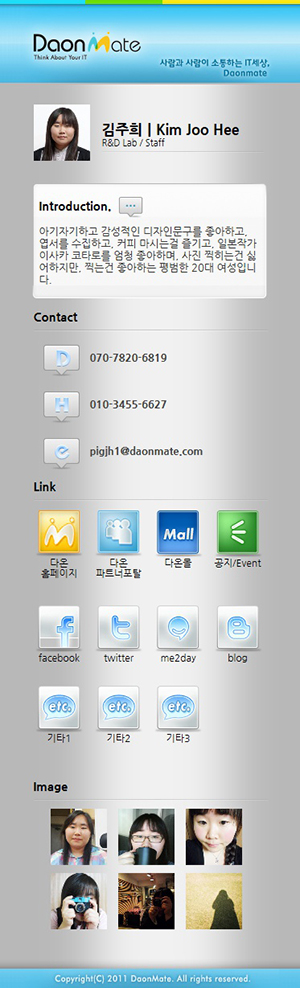 DaonMate
Think About Your IT
사람과 사람이 소통하는 IT세상,
Daonmate
김주희 | Kim Joo Hee
R&D Lab / Staff
Introduction.
아기자기하고 감성적인 디자인문구를 좋아하고,
엽서를 수집하고, 커피 마시는걸 즐기고, 일본작가
이사카 코타로를 엄청 좋아하며, 사진 찍히는건 싫
어하지만, 찍는건 좋아하는 평범한 20대 여성입니
다.
Contact
D 070-7820-6819
H 010-3455-6627
e pigjh1@daonmate.com
Link
Mall
다온
홈페이지
다온
파트너포탈
다온몰
공지/Event
facebook twitter me2day blog
etc. etc. etc.
기타1 기타2 기타3
Image
Copyright(C) 2011 DaonMate. All rights reserved.